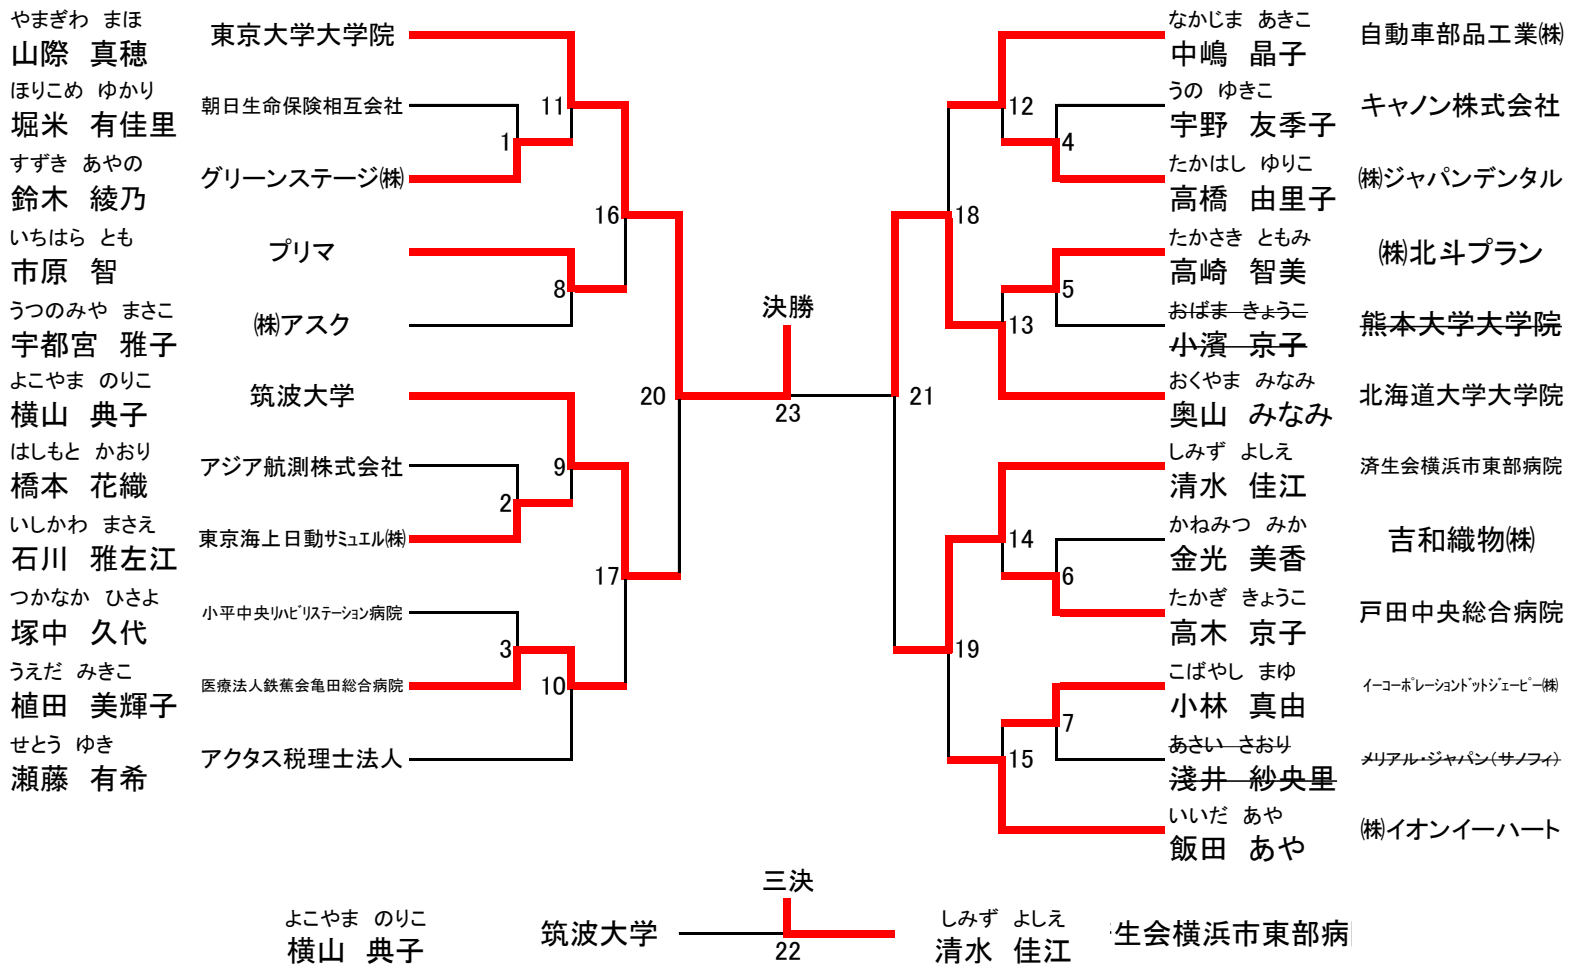 やまぎわ まほ
山際 真穂 東京大学大学院
ほりこめ ゆかり
堀米 有佳里 朝日生命保険相互会社
すずき あやの
鈴木 綾乃 グリーンステージ㈱
いちはら とも
市原 智 プリマ
うつのみや まさこ
宇都宮 雅子 ㈱アスク
よこやま のりこ
横山 典子 筑波大学
はしもと かおり
橋本 花織 アジア航測株式会社
いしかわ まさえ
石川 雅左江 東京海上日動サミュエル㈱
つかなか ひさよ
塚中 久代 小平中央リハビリステーション病院
うえだ みきこ
植田 美輝子 医療法人鉄蕉会亀田総合病院
せとう ゆき
瀬藤 有希 アクタス税理士法人
11
1
16
8
20
9
2
17
3
10
決勝
23
12
4
18
5
13
21
14
6
19
7
15
なかじま あきこ
中嶋 晶子 自動車部品工業㈱
うの ゆきこ
宇野 友季子 キャノン株式会社
たかはし ゆりこ
高橋 由里子 ㈱ジャパンデンタル
たかさき ともみ
高崎 智美 ㈱北斗プラン
おばま きょうこ
小濱 京子 熊本大学大学院
おくやま みなみ
奥山 みなみ 北海道大学大学院
しみず よしえ
清水 佳江 済生会横浜市東部病院
かねみつ みか
金光 美香 吉和織物㈱
たかぎ きょうこ
高木 京子 戸田中央総合病院
こばやし まゆ
小林 真由 イーコーポレーションドットジェーピー㈱
あさい さおり
淺井 紗央里 メリアル・ジャパン(サノフィ)
いいだ あや
飯田 あや ㈱イオンイーハート
三決
よこやま のりこ
横山 典子 筑波大学
22
しみず よしえ
清水 佳江 生会横浜市東部病